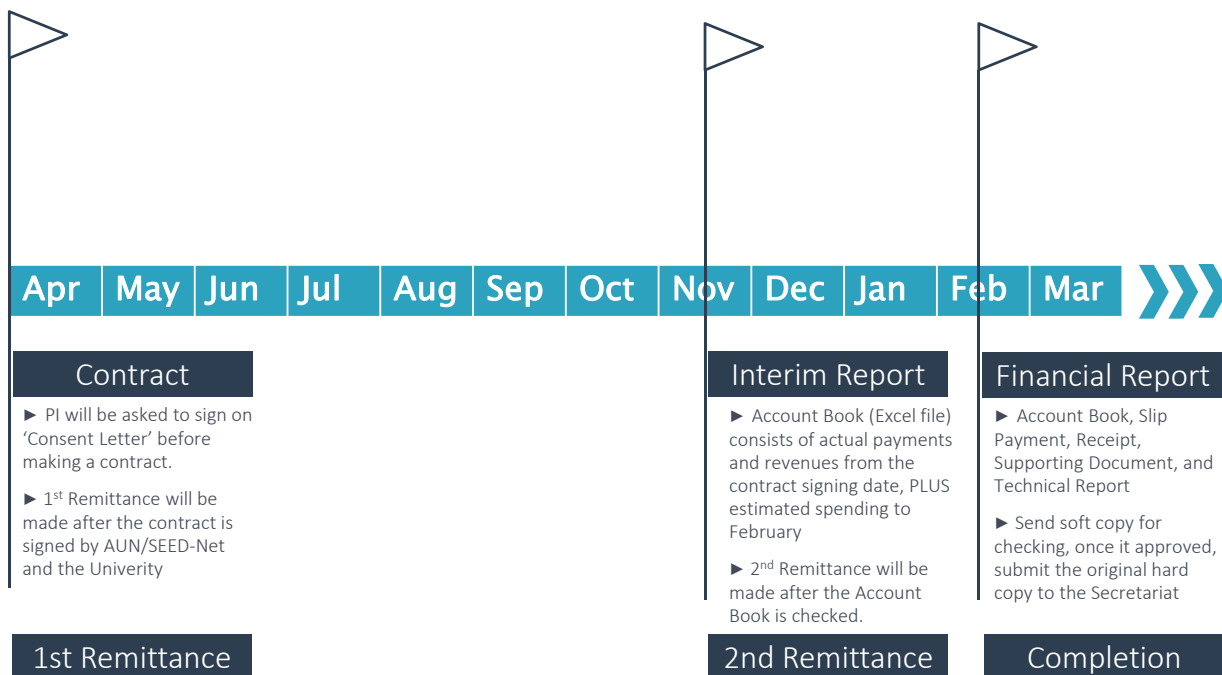 Apr May Jun Jul Aug Sep Oct Nov Dec Jan Feb Mar
Contract
► PI will be asked to sign on
‘Consent Letter’ before
making a contract.
► 1st Remittance will be
made after the contract is
signed by AUN/SEED-Net
and the Univerity
1st Remittance
Interim Report
► Account Book (Excel file)
consists of actual payments
and revenues from the
contract signing date, PLUS
estimated spending to
February
► 2nd Remittance will be
made after the Account
Book is checked.
2nd Remittance
Financial Report
► Account Book, Slip
Payment, Receipt,
Supporting Document, and
Technical Report
► Send soft copy for
checking, once it approved,
submit the original hard
copy to the Secretariat
Completion